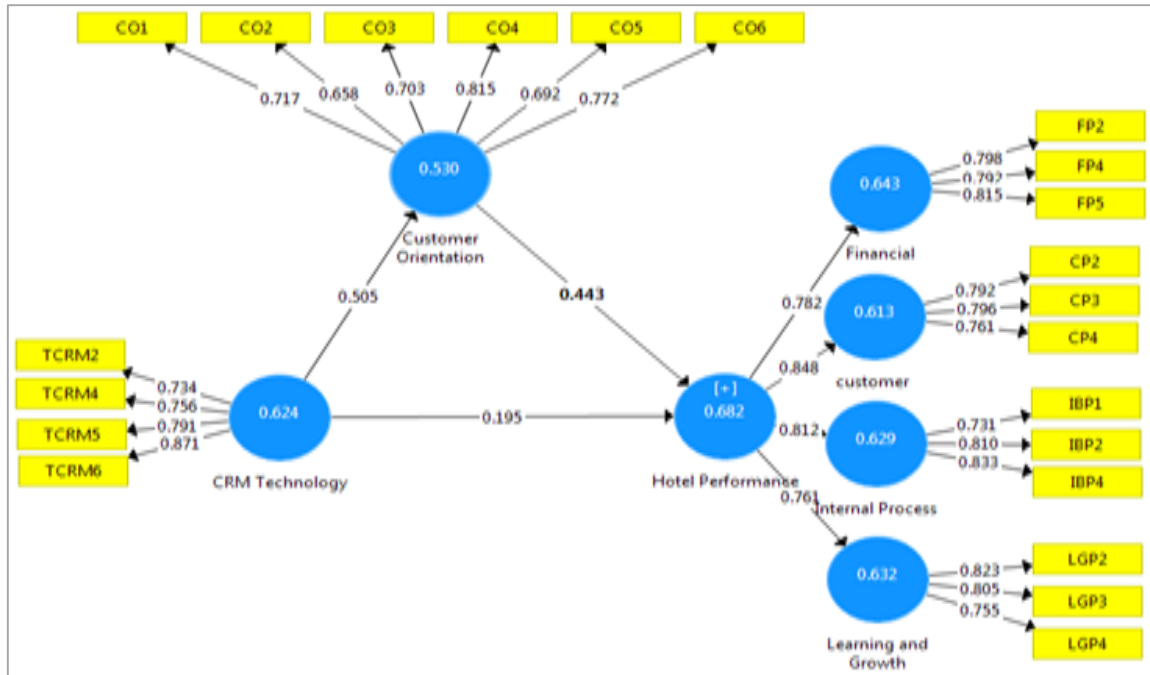 CO1
CO2
CO3
CO4
CO5
CO6
0.717
0.658
0.703
0.815
0.692
0.772
0.530
Customer
Orientation
0.505
0.443
TCRM2
TCRM4
TCRM5
TCRM6
0.734
0.756
0.791
0.871
0.624
CRM Technology
0.195
[+]
0.682
Hotel Performance
0.782
0.848
0.812
0.761
0.643
Financial
0.798
0.792
0.815
FP2
FP4
FP5
0.613
customer
0.792
0.796
0.761
CP2
CP3
CP4
0.629
Internal Process
0.731
0.810
0.833
IBP1
IBP2
IBP4
0.632
Learning and
Growth
0.823
0.805
0.755
LGP2
LGP3
LGP4